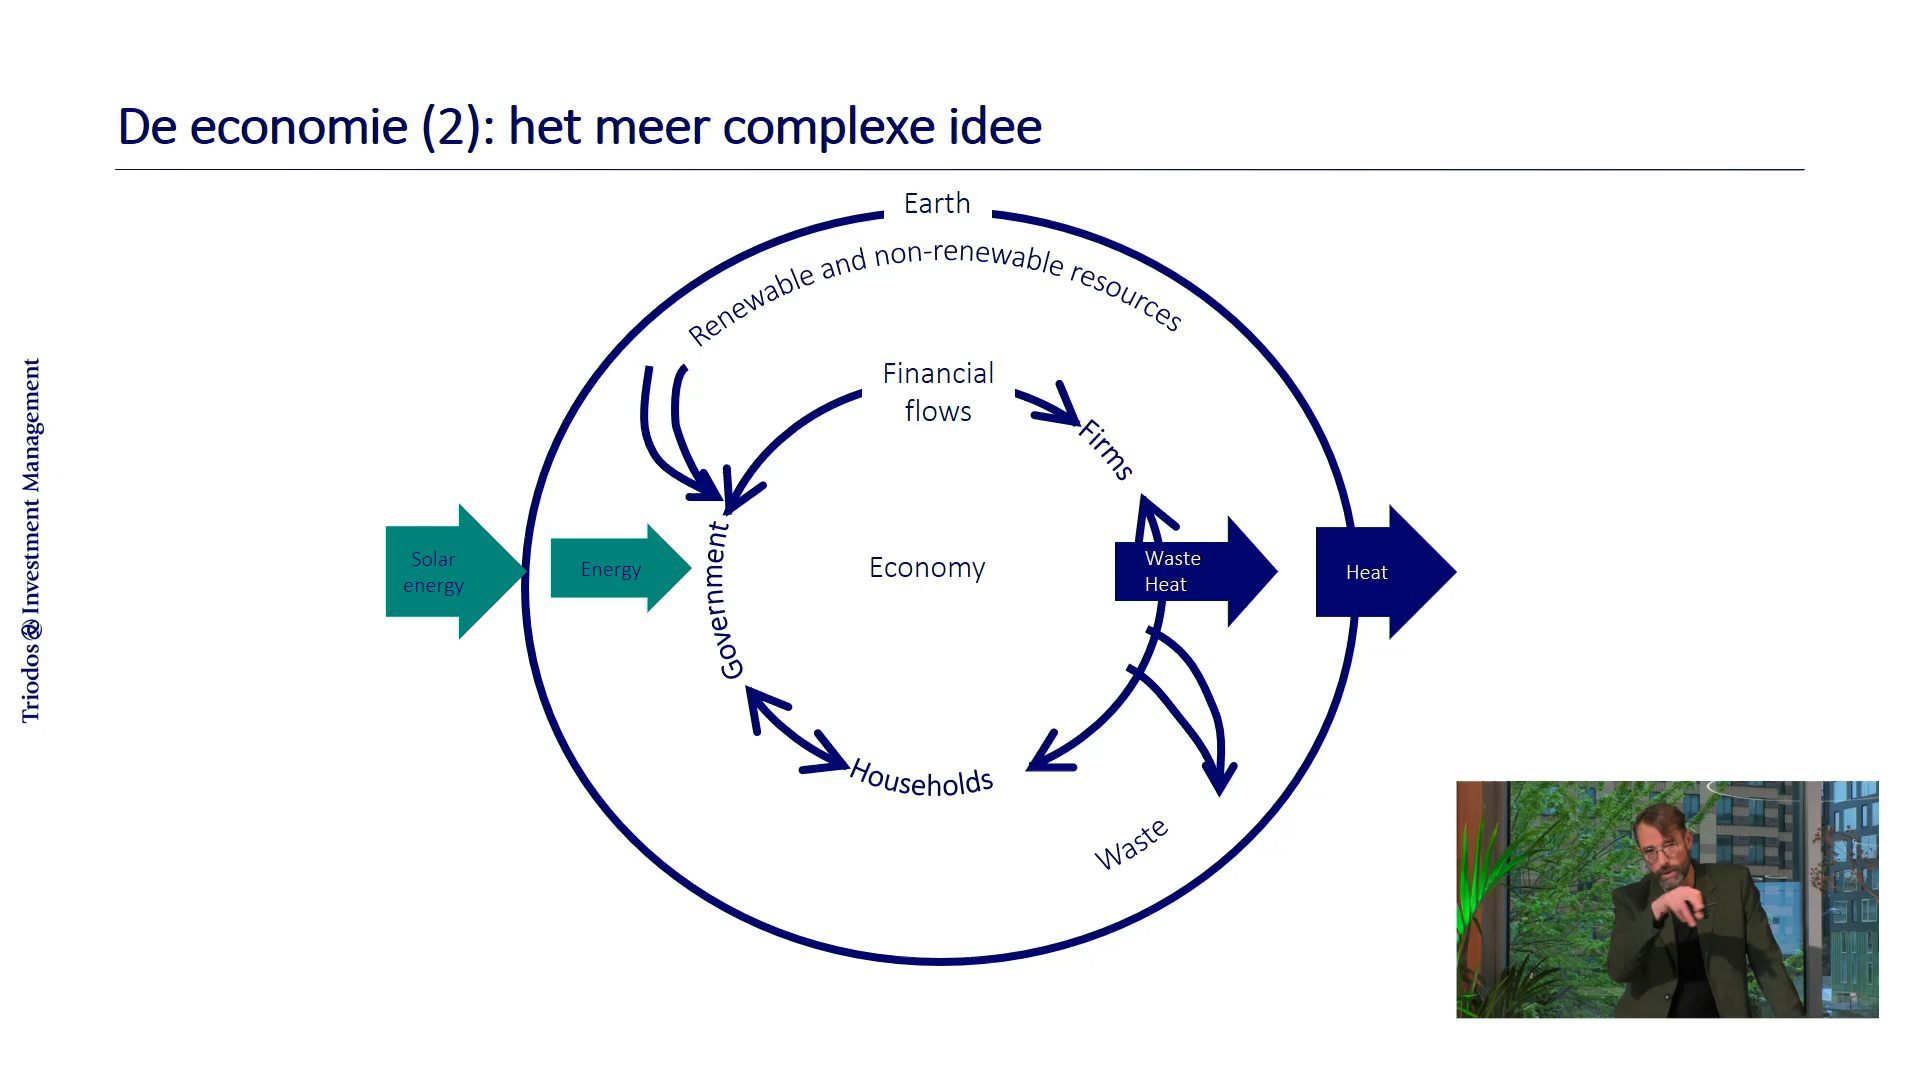 De economie (2): het meer complexe idee
Earth
Renewable and non-renewable resources
Financial
flows
Firms
Solar
energy
Energy
Government
Economy
Waste
Heat
Heat
Households
Waste
Triodos Investment Management